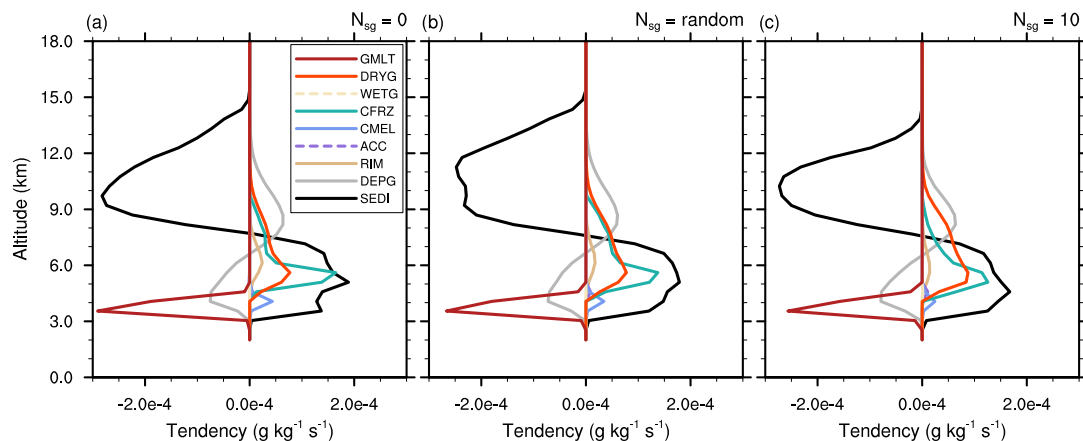 (a) N_sg = 0
(b) N_sg = random
(c) N_sg = 10
18.0
15.0
12.0
9.0
6.0
3.0
0.0
Altitude (km)
GMLT
DRYG
WETG
CFRZ
CMEL
ACC
RIM
DEPG
SEDI
-2.0e-4 0.0e-4 2.0e-4
-2.0e-4 0.0e-4 2.0e-4
-2.0e-4 0.0e-4 2.0e-4
Tendency (g kg⁻¹ s⁻¹)
Tendency (g kg⁻¹ s⁻¹)
Tendency (g kg⁻¹ s⁻¹)